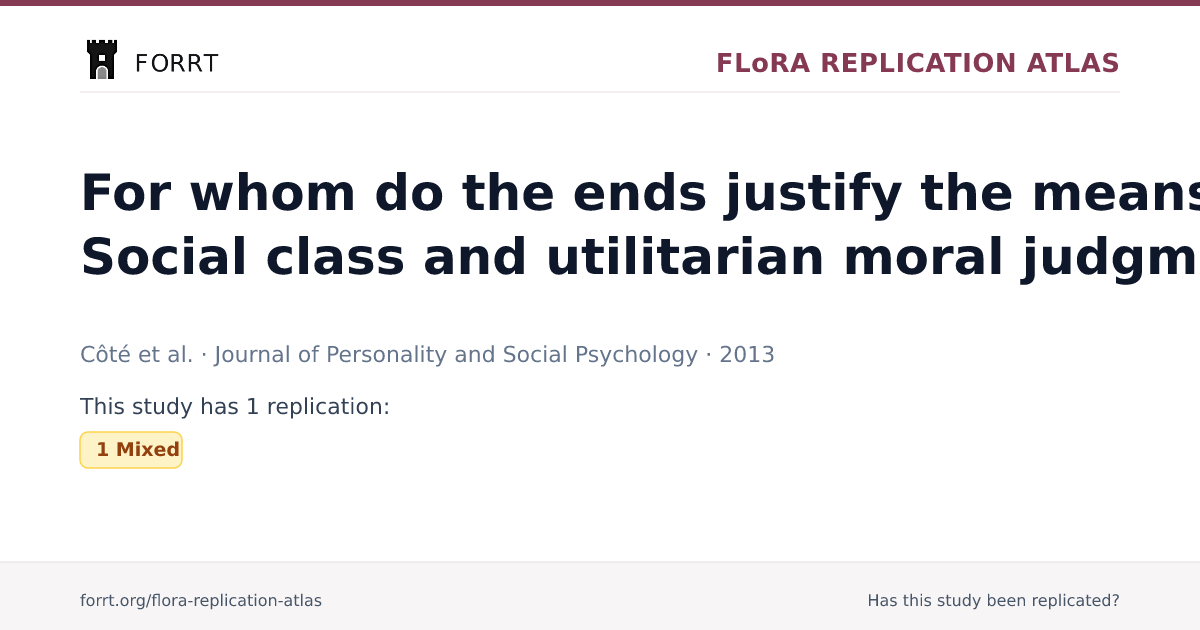 FORRT
FLoRA REPLICATION ATLAS
For whom do the ends justify the means
Social class and utilitarian moral judgm
Côté et al. · Journal of Personality and Social Psychology · 2013
This study has 1 replication:
1 Mixed
forrt.org/flora-replication-atlas
Has this study been replicated?